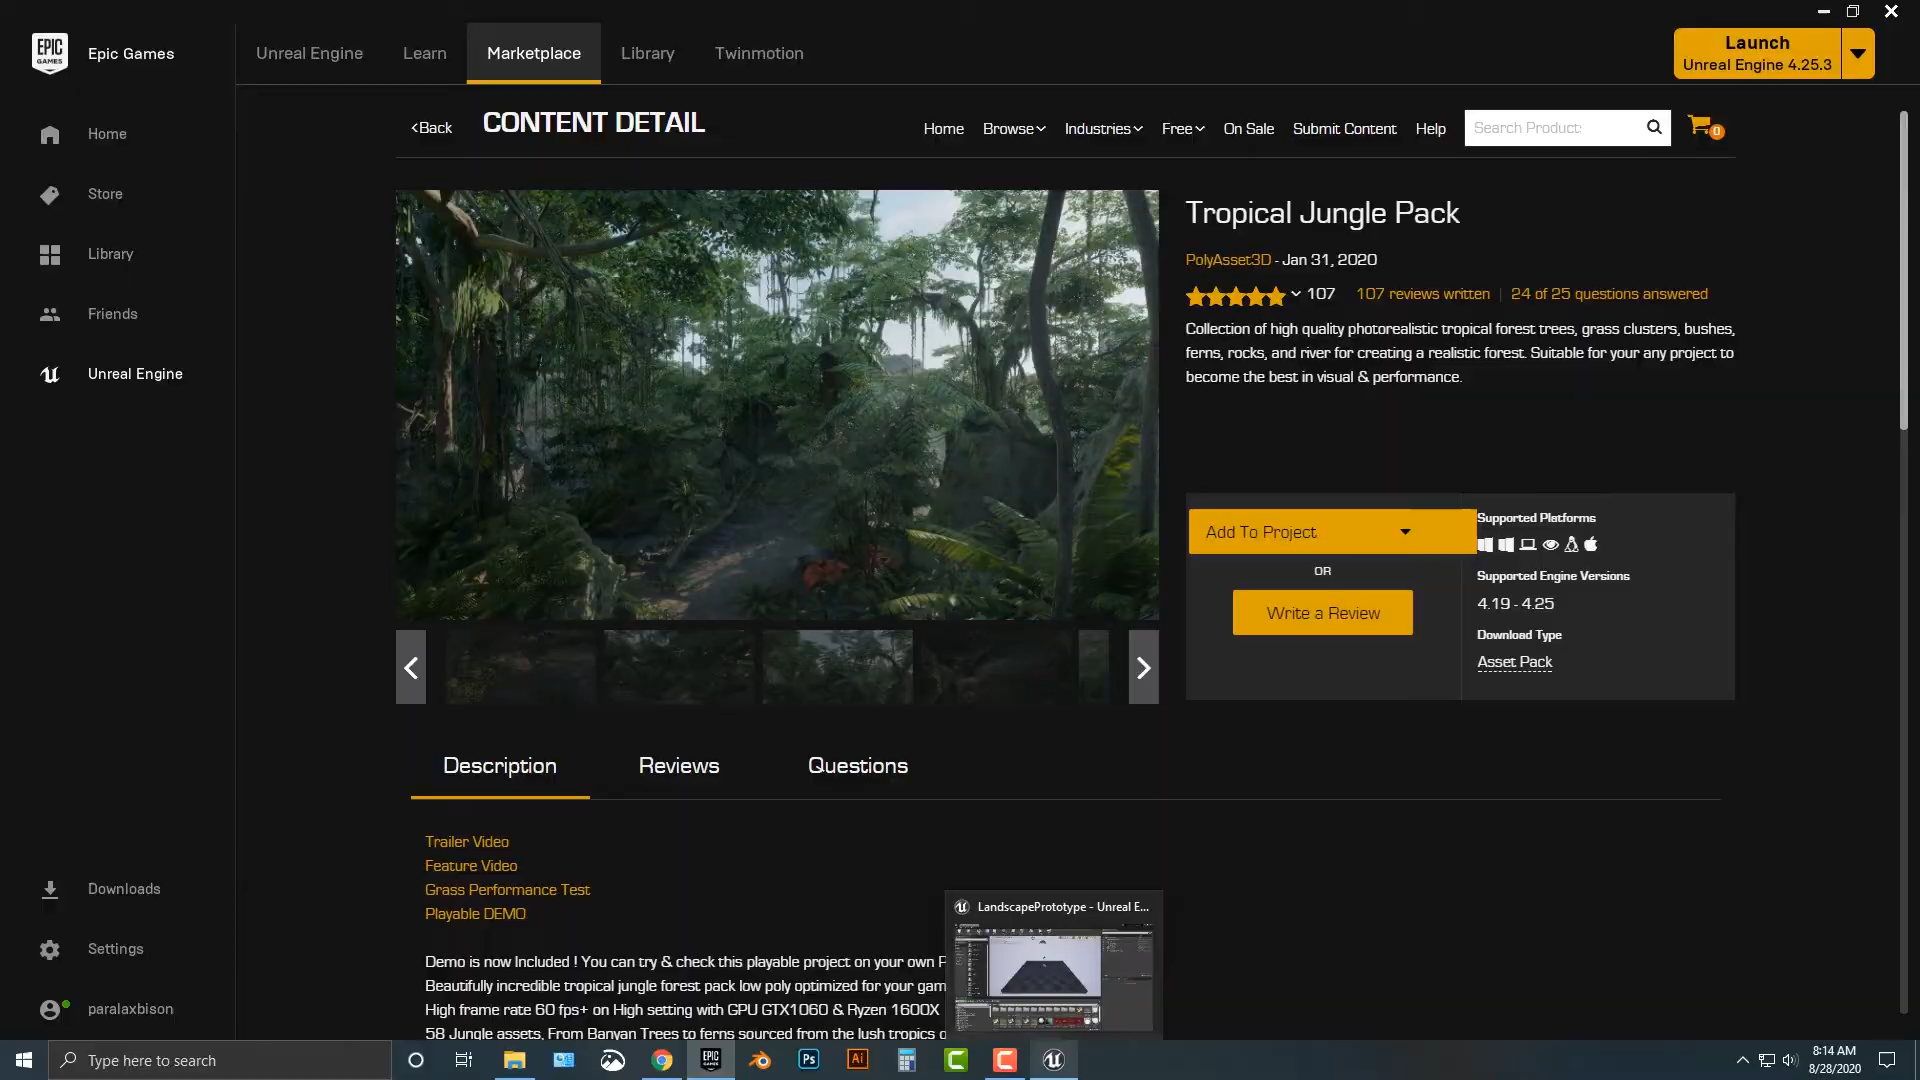 EPIC
GAMES
Epic Games
Unreal Engine
Learn
Marketplace
Library
Twinmotion
Launch
Unreal Engine 4.25.3
Home
Store
Library
Friends
Unreal Engine
Downloads
Settings
paralaxbison
<Back
CONTENT DETAIL
Home
Browse
Industries
Free
On Sale
Submit Content
Help
Search Product:
0
Tropical Jungle Pack
PolyAsset3D - Jan 31, 2020
107
107 reviews written | 24 of 25 questions answered
Collection of high quality photorealistic tropical forest trees, grass clusters, bushes,
ferns, rocks, and river for creating a realistic forest. Suitable for your any project to
become the best in visual & performance.
Add To Project
OR
Write a Review
Supported Platforms
Supported Engine Versions
4.19 - 4.25
Download Type
Asset Pack
Description
Reviews
Questions
Trailer Video
Feature Video
Grass Performance Test
Playable DEMO
Demo is now Included ! You can try & check this playable project on your own P
Beautifully incredible tropical jungle forest pack low poly optimized for your gam
High frame rate 60 fps+ on High setting with GPU GTX1060 & Ryzen 1600X
58 Jungle assets, From Banyan Trees to ferns sourced from the lush tropics o
LandscapePrototype - Unreal E...
Type here to search
EPIC
Ps
Ai
8:14 AM
8/28/2020